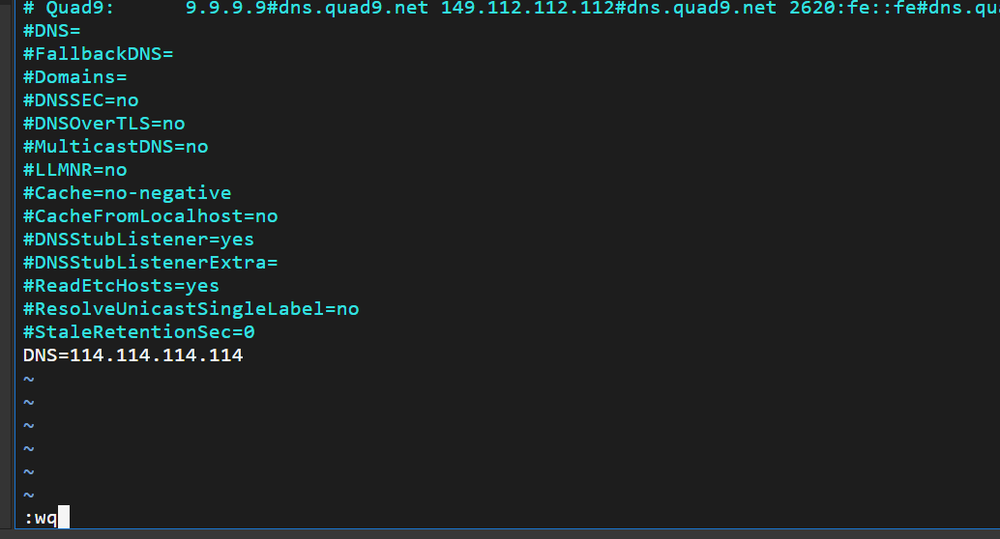 # Quad9:      9.9.9.9#dns.quad9.net 149.112.112.112#dns.quad9.net 2620:fe::fe#dns.qu
#DNS=
#FallbackDNS=
#Domains=
#DNSSEC=no
#DNSOverTLS=no
#MulticastDNS=no
#LLMNR=no
#Cache=no-negative
#CacheFromLocalhost=no
#DNSStubListener=yes
#DNSStubListenerExtra=
#ReadEtcHosts=yes
#ResolveUnicastSingleLabel=no
#StaleRetentionSec=0
DNS=114.114.114.114
~
~
~
~
~
~
:wq